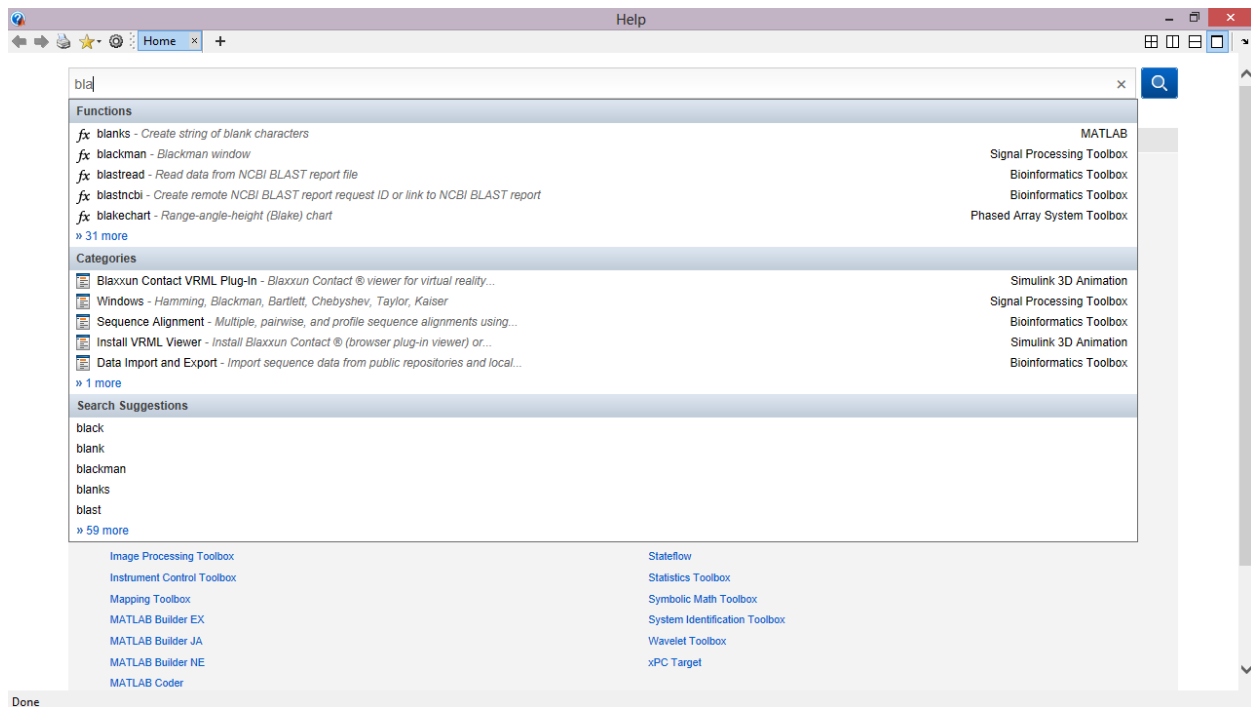 Help
Home × +
bla
Functions
fx blanks - Create string of blank characters MATLAB
fx blackman - Blackman window Signal Processing Toolbox
fx blastread - Read data from NCBI BLAST report file Bioinformatics Toolbox
fx blastncbi - Create remote NCBI BLAST report request ID or link to NCBI BLAST report Bioinformatics Toolbox
fx blakechart - Range-angle-height (Blake) chart Phased Array System Toolbox
» 31 more
Categories
Blaxxun Contact VRML Plug-In - Blaxxun Contact ® viewer for virtual reality... Simulink 3D Animation
Windows - Hamming, Blackman, Bartlett, Chebyshev, Taylor, Kaiser Signal Processing Toolbox
Sequence Alignment - Multiple, pairwise, and profile sequence alignments using... Bioinformatics Toolbox
Install VRML Viewer - Install Blaxxun Contact ® (browser plug-in viewer) or... Simulink 3D Animation
Data Import and Export - Import sequence data from public repositories and local... Bioinformatics Toolbox
» 1 more
Search Suggestions
black
blank
blackman
blanks
blast
» 59 more
Image Processing Toolbox Stateflow
Instrument Control Toolbox Statistics Toolbox
Mapping Toolbox Symbolic Math Toolbox
MATLAB Builder EX System Identification Toolbox
MATLAB Builder JA Wavelet Toolbox
MATLAB Builder NE xPC Target
MATLAB Coder
Done